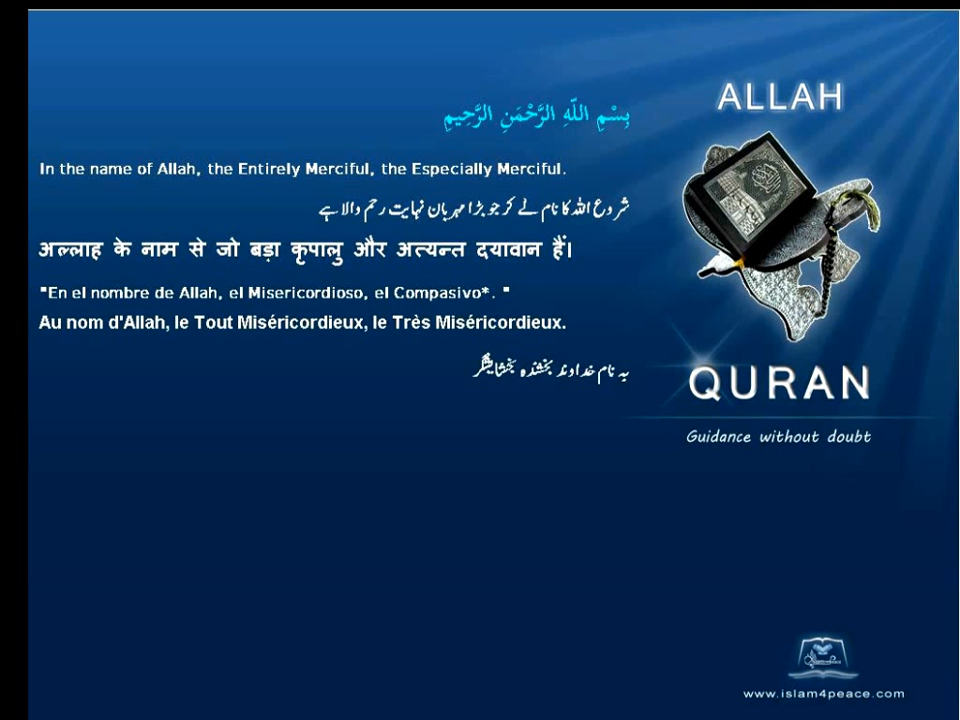 بِسْمِ اللّهِ الرَّحْمَنِ الرَّحِيمِ
In the name of Allah, the Entirely Merciful, the Especially Merciful.
شروع الله کا نام لے کر جو بڑا مہربان نہایت رحم والا ہے
अल्लाह के नाम से जो बड़ा कृपालु और अत्यन्त दयावान हैं।
"En el nombre de Allah, el Misericordioso, el Compasivo*. "
Au nom d'Allah, le Tout Miséricordieux, le Très Miséricordieux.
به نام خداوند بخشنده بخشایشگر
ALLAH
QURAN
Guidance without doubt
www.islam4peace.com